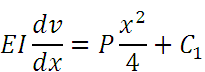 EI dv/dx = P x²/4 + C₁